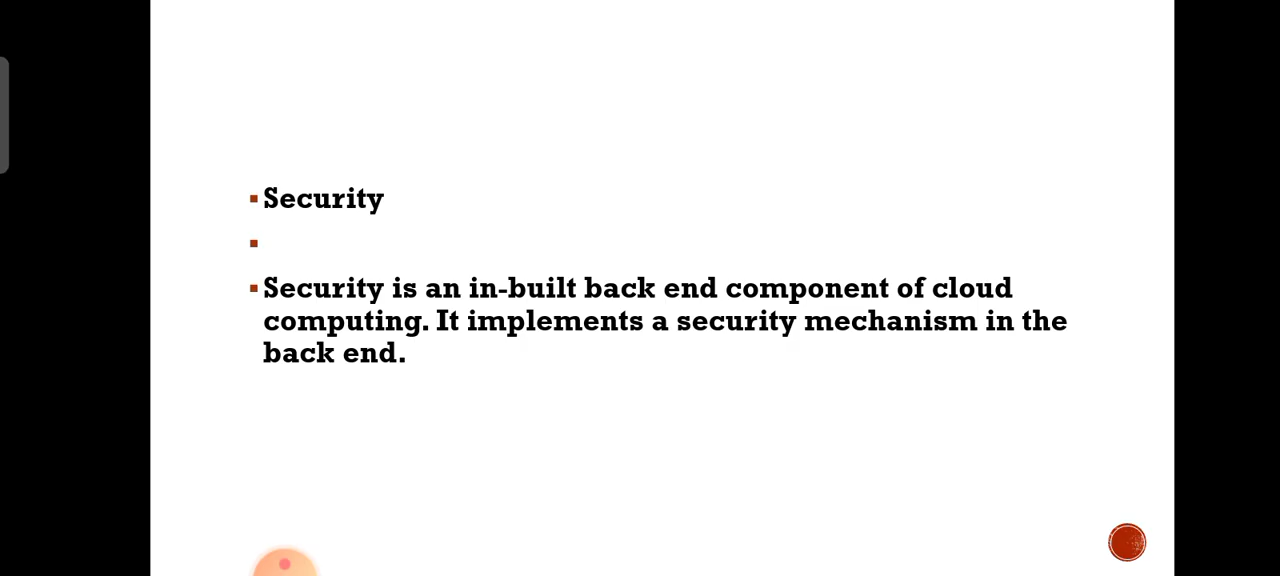 Security
Security is an in-built back end component of cloud
computing. It implements a security mechanism in the
back end.